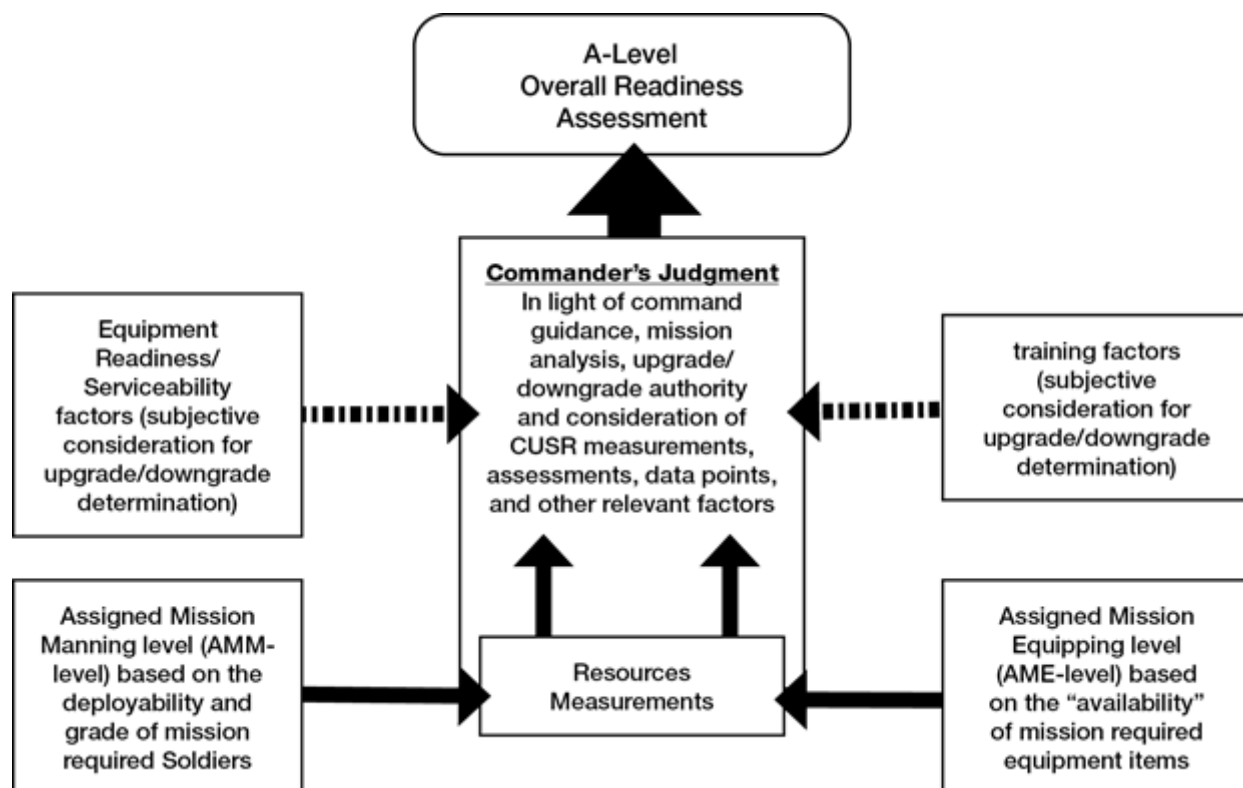 A-Level
Overall Readiness
Assessment
Commander's Judgment
In light of command
guidance, mission
analysis, upgrade/
downgrade authority
and consideration of
CUSR measurements,
assessments, data points,
and other relevant factors
Equipment
Readiness/
Serviceability
factors (subjective
consideration for
upgrade/downgrade
determination)
training factors
(subjective
consideration for
upgrade/downgrade
determination)
Assigned Mission
Manning level (AMM-
level) based on the
deployability and
grade of mission
required Soldiers
Resources
Measurements
Assigned Mission
Equipping level
(AME-level) based
on the “availability”
of mission required
equipment items